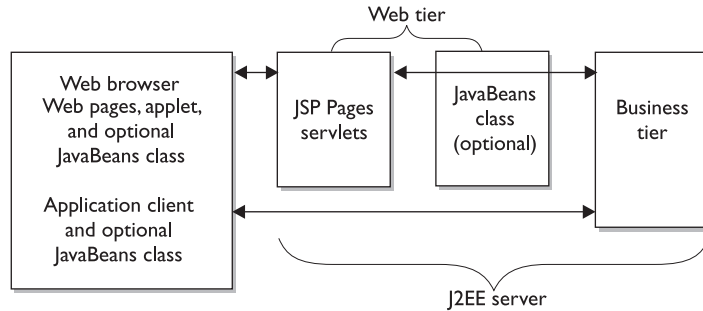 Web tier
Web browser
Web pages, applet,
and optional
JavaBeans class
Application client
and optional
JavaBeans class
JSP Pages
servlets
JavaBeans
class
(optional)
Business
tier
J2EE server